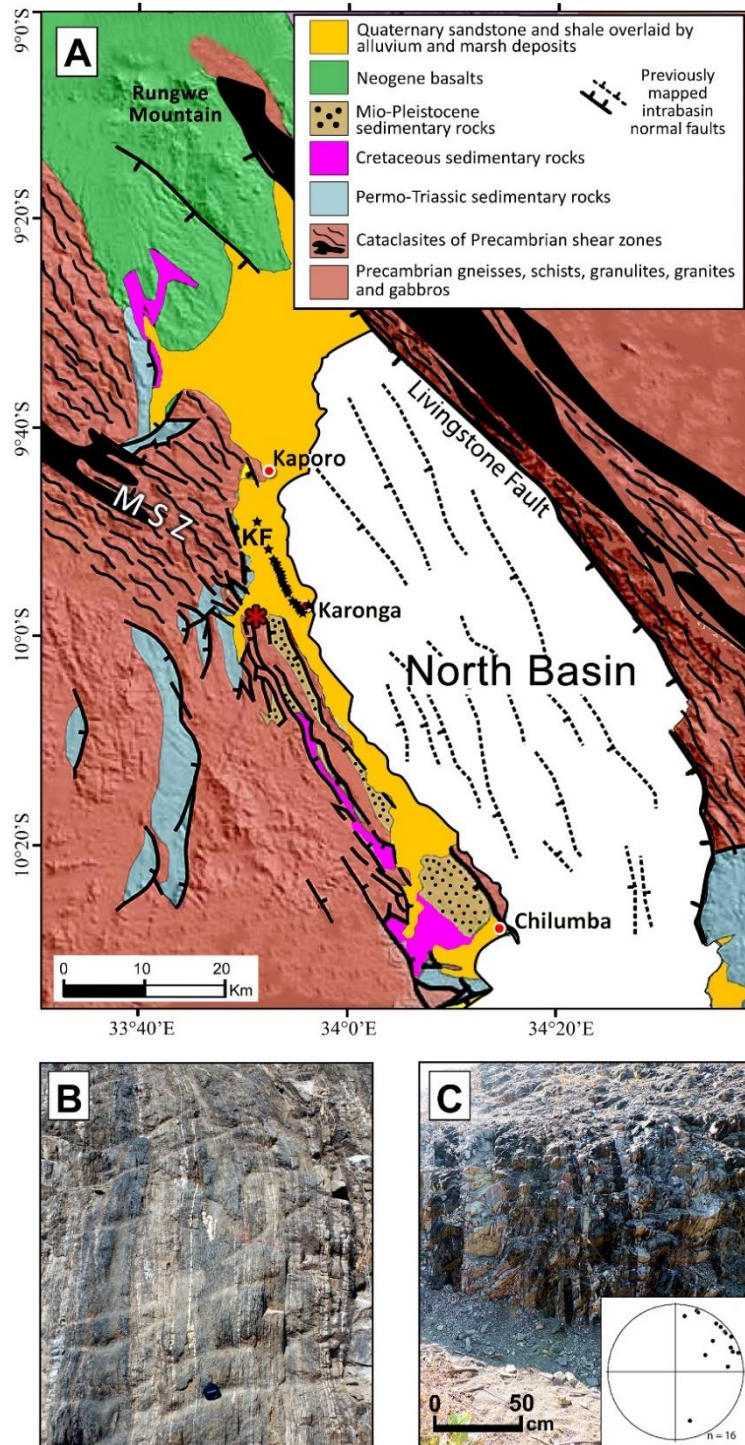 9°0'S
A
Rungwe
Mountain
Quaternary sandstone and shale overlaid by
alluvium and marsh deposits
Neogene basalts
Mio-Pleistocene
sedimentary rocks
Cretaceous sedimentary rocks
Permo-Triassic sedimentary rocks
Cataclasites of Precambrian shear zones
Precambrian gneisses, schists, granulites, granites
and gabbros
Previously
mapped
intrabasin
normal faults
9°20'S
9°40'S
Livingstone Fault
Kaporo
MSZ
KF
Karonga
10°0'S
North Basin
10°20'S
Chilumba
0 10 20
Km
33°40'E 34°0'E 34°20'E
B
C
0 50
cm
n = 16